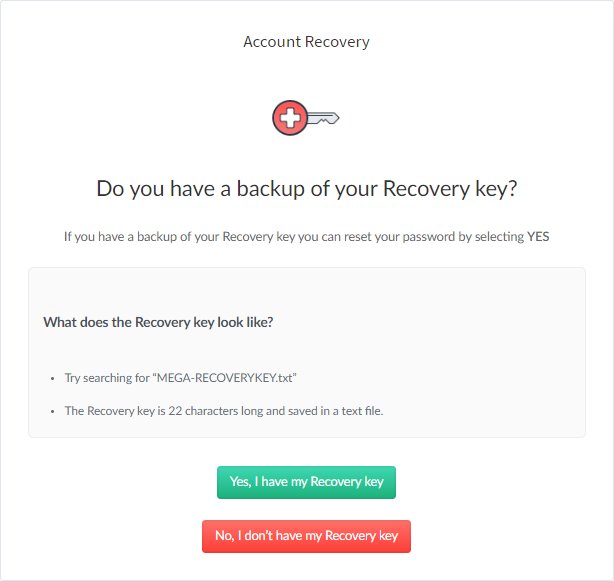 Account Recovery
Do you have a backup of your Recovery key?
If you have a backup of your Recovery key you can reset your password by selecting YES
What does the Recovery key look like?
• Try searching for “MEGA-RECOVERYKEY.txt”
• The Recovery key is 22 characters long and saved in a text file.
Yes, I have my Recovery key
No, I don't have my Recovery key